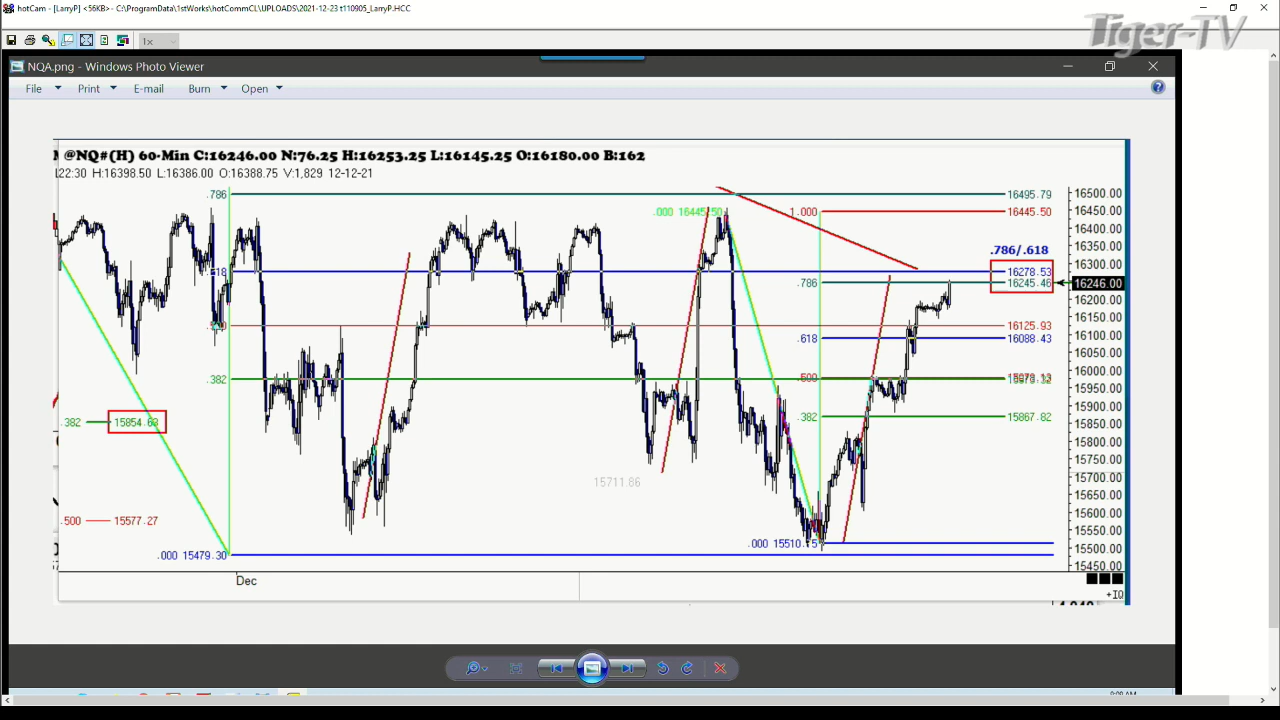 hotCam - [LarryP] <56KB>- C:\ProgramData\1stWorks\hotCommCL\UPLOADS\2021-12-23 t110905_LarryP.HCC
Tiger-TV
1x
NQA.png - Windows Photo Viewer
File Print E-mail Burn Open
@NQ#(H) 60-Min C:16246.00 N:76.25 H:16253.25 L:16145.25 O:16180.00 B:162
L22:30 H:16398.50 L:16386.00 O:16388.75 V:1,829 12-12-21
.786 16495.79 16500.00
.000 16445.50 1.000 16445.50 16450.00
16400.00
.786/.618 16350.00
.618 16278.53 16300.00
.786 16245.46 16246.00
16200.00
16150.00
16125.93
.618 16088.43 16100.00
16050.00
16000.00
.382 .500
15950.00
.382 15854.63 .382 15867.82 15900.00
15850.00
15800.00
15750.00
15711.86 15700.00
15650.00
.500 15577.27 15600.00
15550.00
.000 15479.30 .000 15510.75 15500.00
15450.00
Dec
+IQ